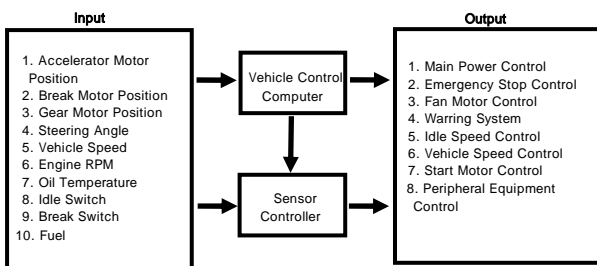 Input
1. Accelerator Motor
Position
2. Break Motor Position
3. Gear Motor Position
4. Steering Angle
5. Vehicle Speed
6. Engine RPM
7. Oil Temperature
8. Idle Switch
9. Break Switch
10. Fuel
Vehicle Control
Computer
Sensor
Controller
Output
1. Main Power Control
2. Emergency Stop Control
3. Fan Motor Control
4. Warring System
5. Idle Speed Control
6. Vehicle Speed Control
7. Start Motor Control
8. Peripheral Equipment
Control